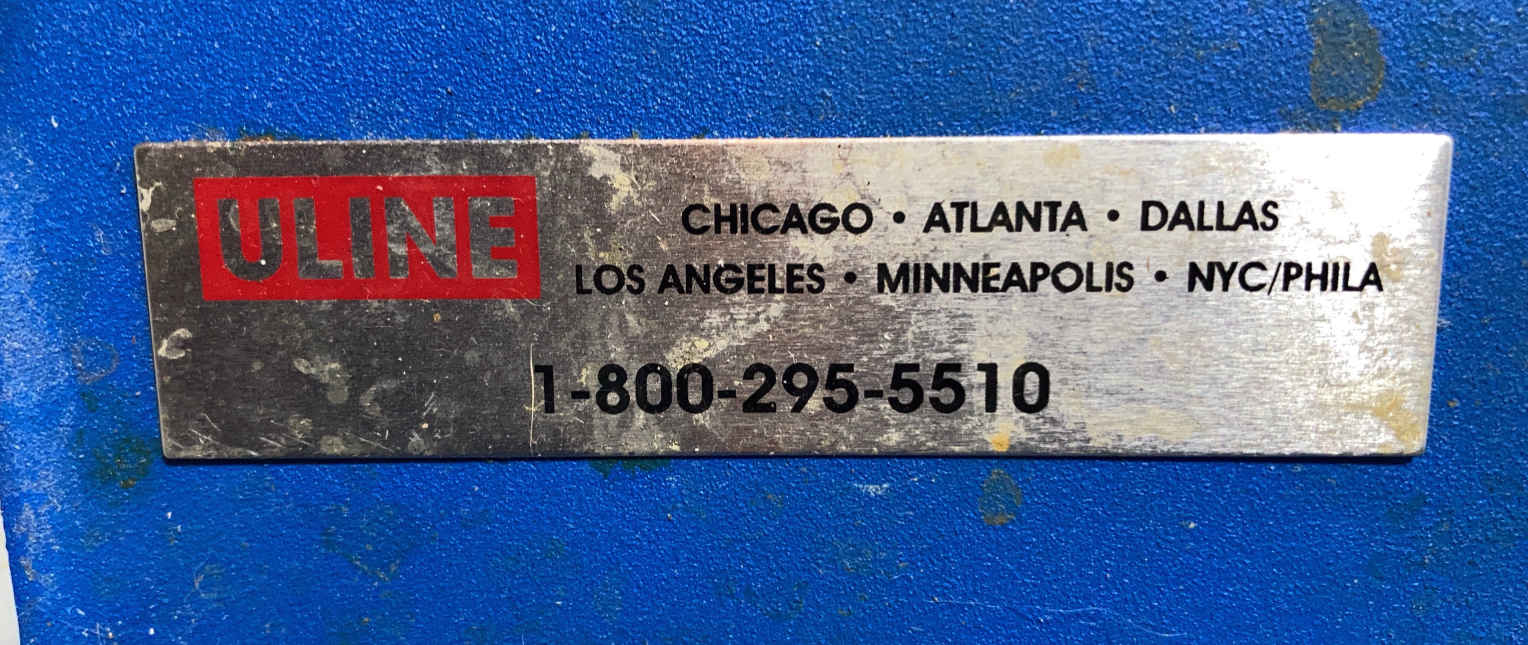 ULINE
CHICAGO • ATLANTA • DALLAS
LOS ANGELES • MINNEAPOLIS • NYC/PHILA
1-800-295-5510